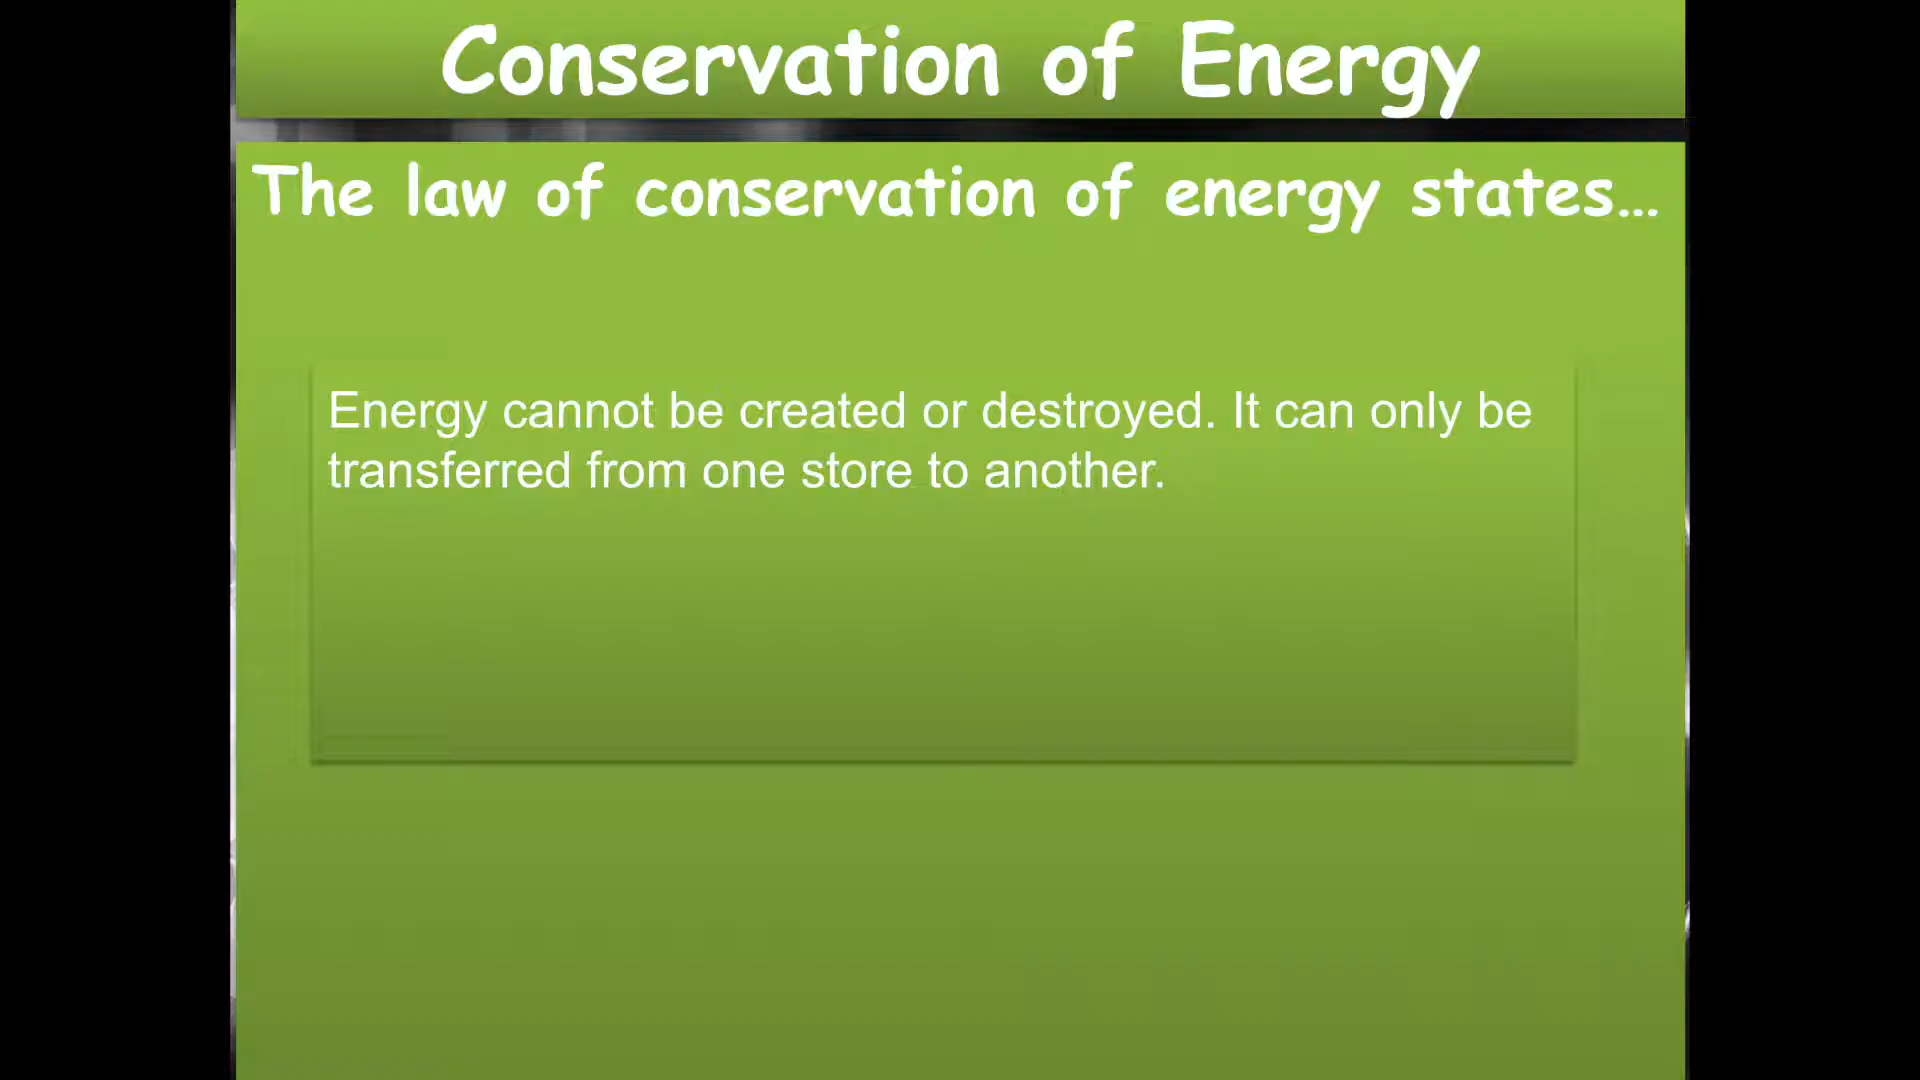 Conservation of Energy
The law of conservation of energy states...
Energy cannot be created or destroyed. It can only be
transferred from one store to another.